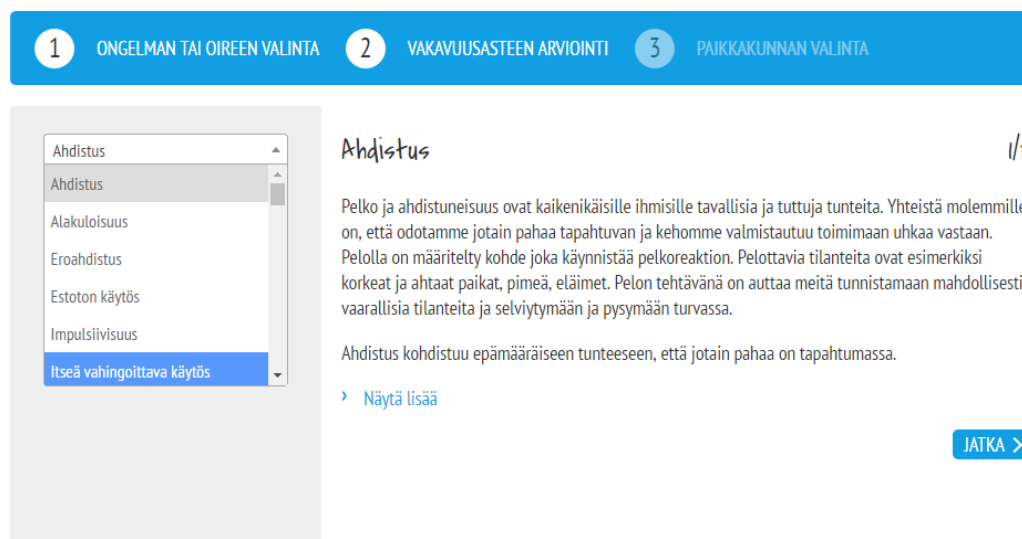 1 ONGELMAN TAI OIREEN VALINTA 2 VAKAVUUSASTEEN ARVIOINTI 3 PAIKKAKUNNAN VALINTA
Ahdistus
Ahdistus
Alakuloisuus
Eroahdistus
Estoton käytös
Impulsiivisuus
Itseä vahingoittava käytös
Ahdistus
Pelko ja ahdistuneisuus ovat kaikenikäisille ihmisille tavallisia ja tuttuja tunteita. Yhteistä molemmille
on, että odotamme jotain pahaa tapahtuvan ja kehomme valmistautuu toimimaan uhkaa vastaan.
Pelolla on määritelty kohde joka käynnistää pelkoreaktion. Pelottavia tilanteita ovat esimerkiksi
korkeat ja ahtaat paikat, pimeä, eläimet. Pelon tehtävänä on auttaa meitä tunnistamaan mahdollisesti
vaarallisia tilanteita ja selviytymään ja pysymään turvassa.
Ahdistus kohdistuu epämääräiseen tunteeseen, että jotain pahaa on tapahtumassa.
Näytä lisää
JATKA